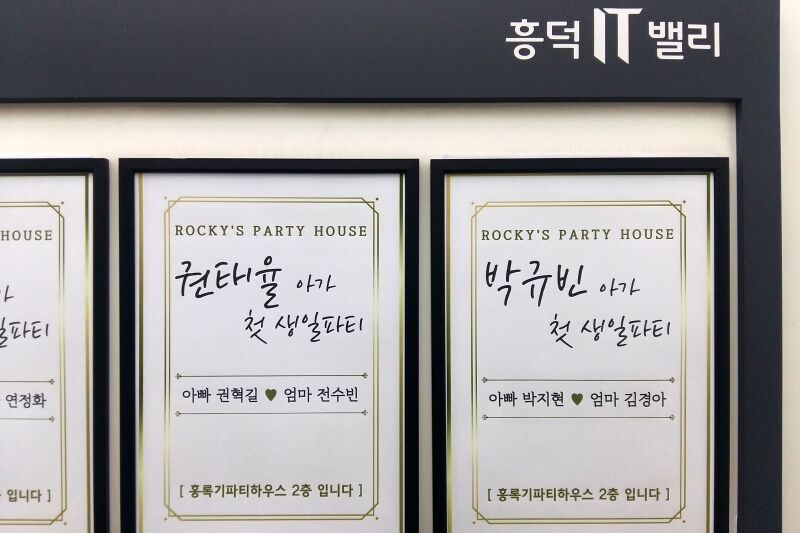 흥덕 IT 밸리
HOUSE
일파티
연정화
입니다 ]
ROCKY'S PARTY HOUSE
권태율 아가
첫 생일파티
아빠 권혁길 ♥ 엄마 전수빈
[ 홍록기파티하우스 2층 입니다 ]
ROCKY'S PARTY HOUSE
박규빈 아가
첫 생일파티
아빠 박지현 ♥ 엄마 김경아
[ 홍록기파티하우스 2층 입니다 ]